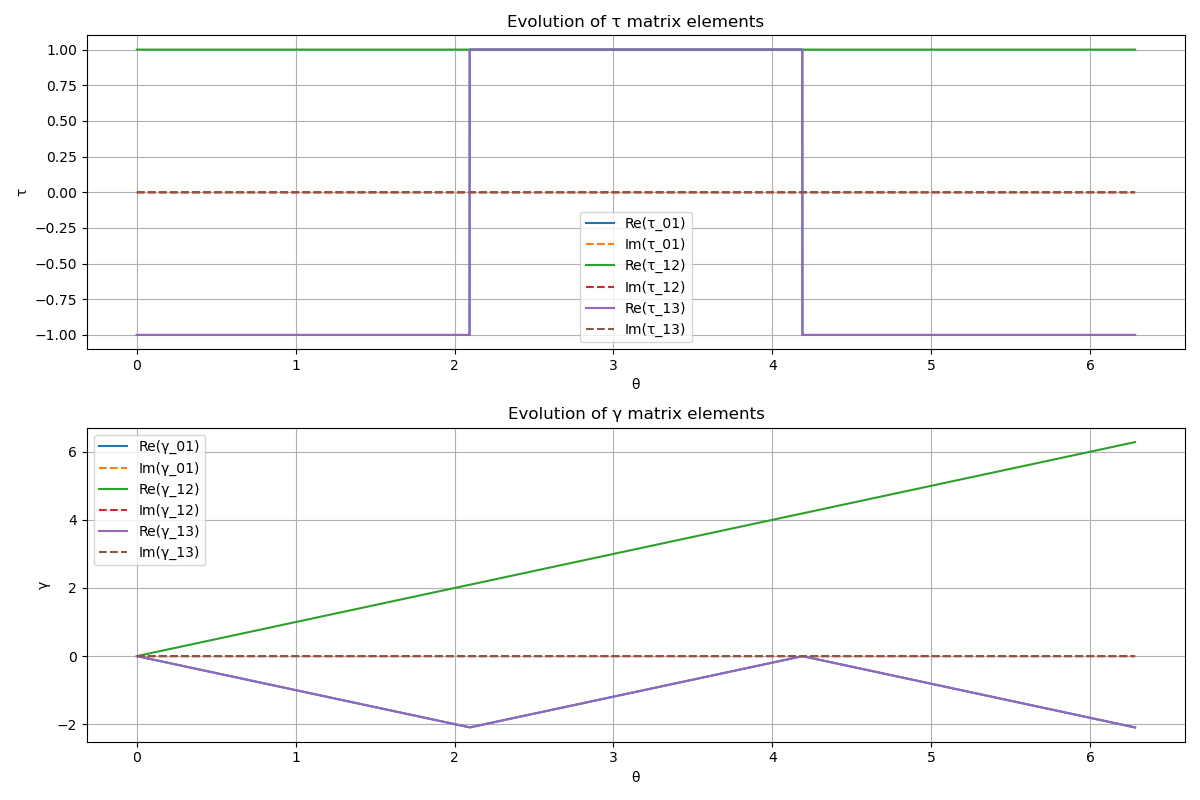 Evolution of τ matrix elements
1.00
0.75
0.50
0.25
0.00
−0.25
−0.50
−0.75
−1.00
τ
Re(τ_01)
Im(τ_01)
Re(τ_12)
Im(τ_12)
Re(τ_13)
Im(τ_13)
0 1 2 3 4 5 6
θ
Evolution of γ matrix elements
6
4
2
0
−2
γ
Re(γ_01)
Im(γ_01)
Re(γ_12)
Im(γ_12)
Re(γ_13)
Im(γ_13)
0 1 2 3 4 5 6
θ